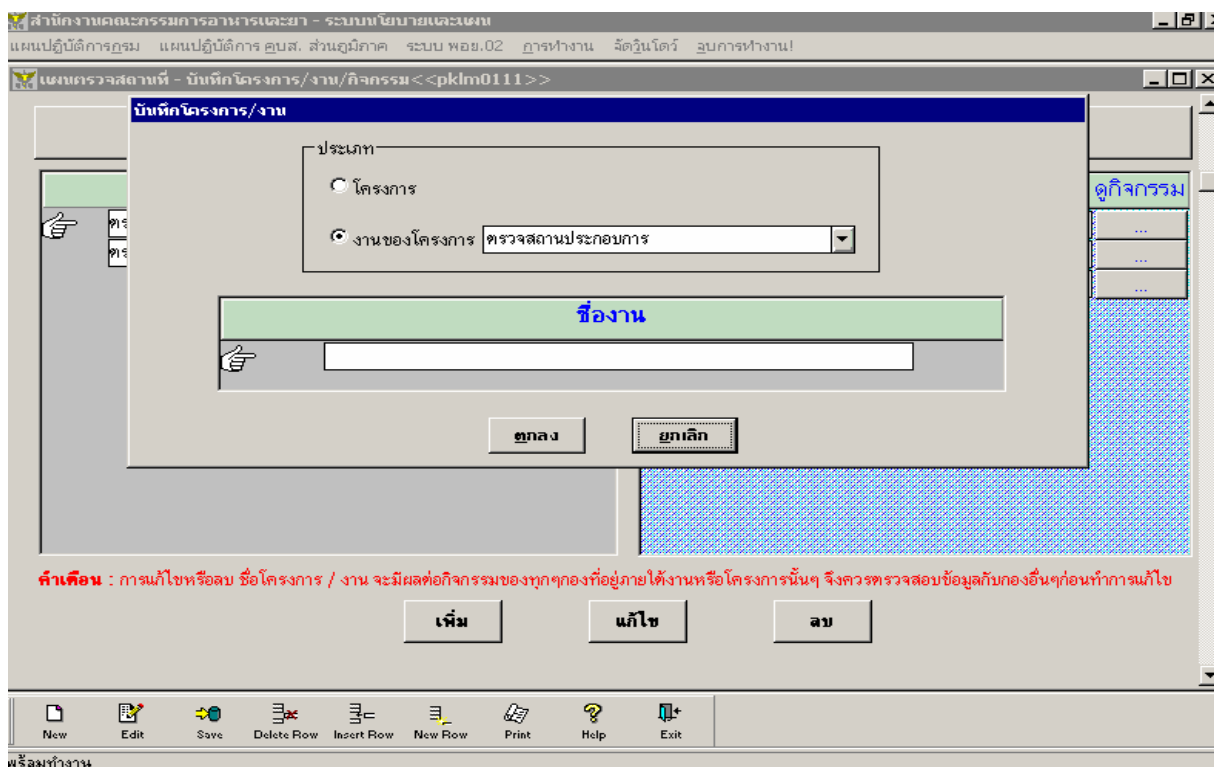 สำนักงานคณะกรรมการอาหารและยา - ระบบนโยบายและแผน
แผนปฏิบัติการกรม แผนปฏิบัติการ คบส. ส่วนภูมิภาค ระบบ พอย.02 การทำงาน จัดวินโดว์ จบการทำงาน!
แผนตรวจสถานที่ - บันทึกโครงการ/งาน/กิจกรรม<<pklm0111>>
บันทึกโครงการ/งาน
ประเภท
โครงการ
งานของโครงการ ตรวจสถานประกอบการ
ดูกิจกรรม
ตร
...
ตร
...
...
ชื่องาน
ตกลง ยกเลิก
คำเตือน : การแก้ไขหรือลบ ชื่อโครงการ / งาน จะมีผลต่อกิจกรรมของทุกๆกองที่อยู่ภายใต้งานหรือโครงการนั้นๆ จึงควรตรวจสอบข้อมูลกับกองอื่นๆก่อนทำการแก้ไข
เพิ่ม แก้ไข ลบ
New Edit Save Delete Row Insert Row New Row Print Help Exit
พร้อมทำงาน